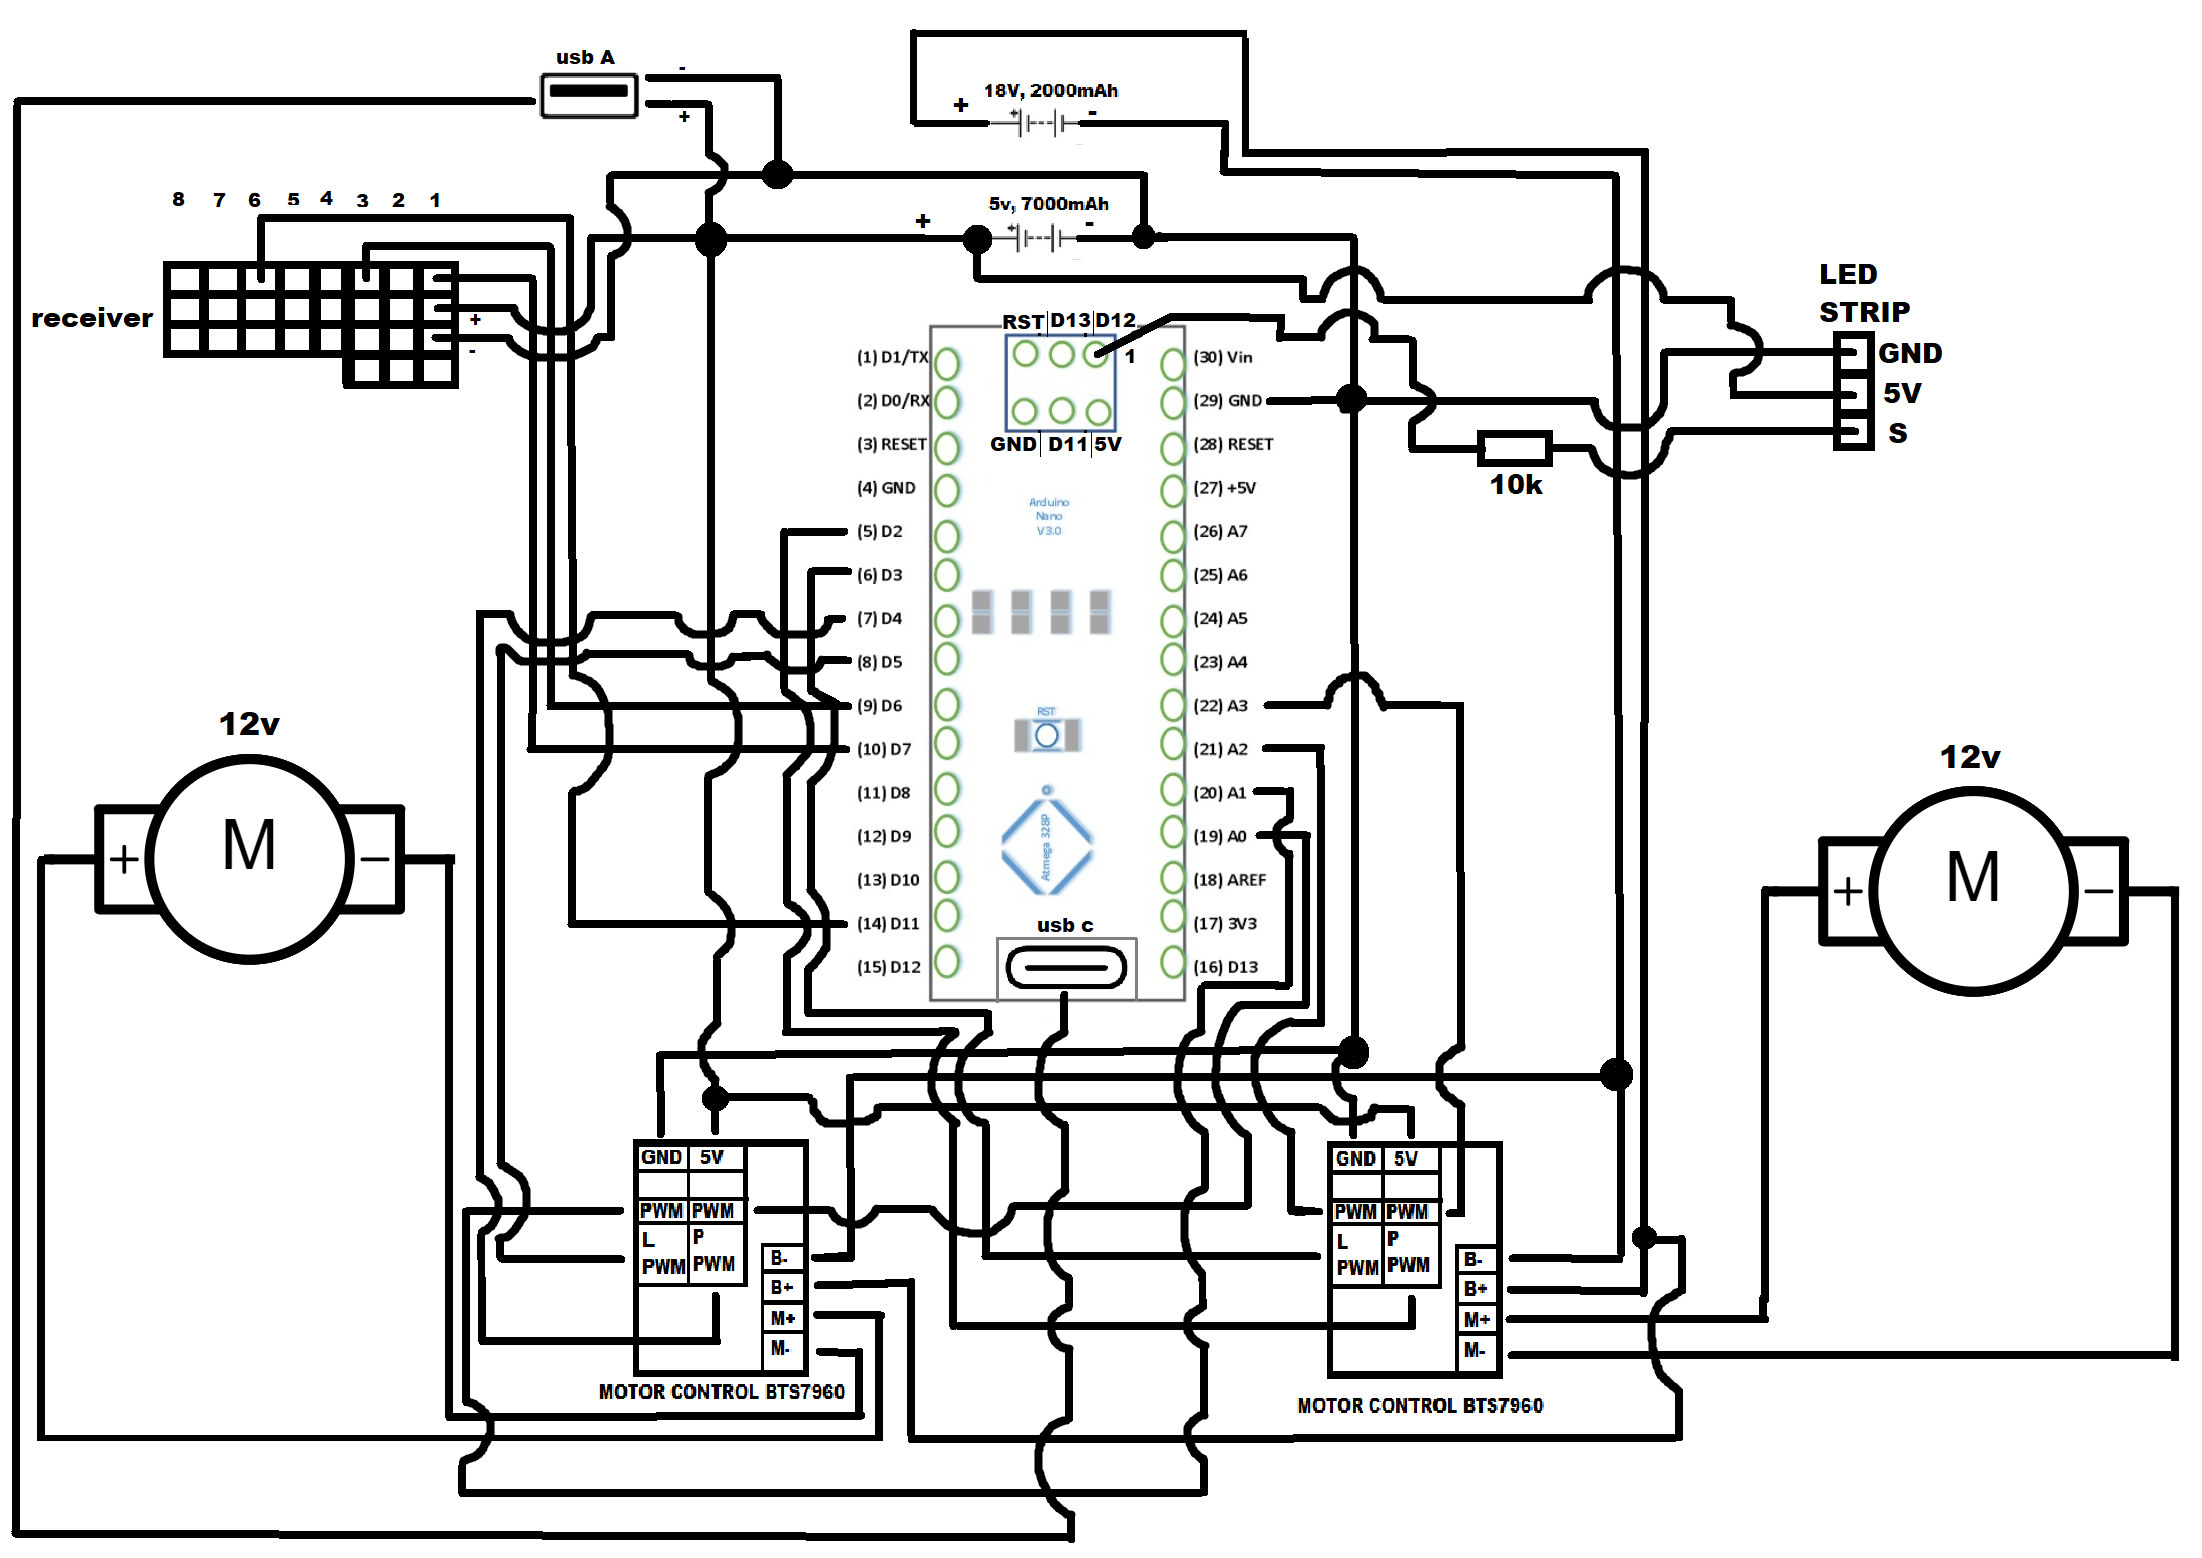 usb A
-
+
18V, 2000mAh
+
-
5v, 7000mAh
+
-
8 7 6 5 4 3 2 1
receiver
+
-
LED
STRIP
GND
5V
S
10k
RST D13 D12
1
GND D11 5V
(1) D1/TX
(2) D0/RX
(3) RESET
(4) GND
(5) D2
(6) D3
(7) D4
(8) D5
(9) D6
(10) D7
(11) D8
(12) D9
(13) D10
(14) D11
(15) D12
(30) Vin
(29) GND
(28) RESET
(27) +5V
(26) A7
(25) A6
(24) A5
(23) A4
(22) A3
(21) A2
(20) A1
(19) A0
(18) AREF
(17) 3V3
(16) D13
Arduino
Nano
V3.0
RST
Atmega 328P
usb c
12v
+ M −
12v
+ M −
GND 5V
PWM PWM
L P
PWM PWM
B-
B+
M+
M-
MOTOR CONTROL BTS7960
GND 5V
PWM PWM
L P
PWM PWM
B-
B+
M+
M-
MOTOR CONTROL BTS7960